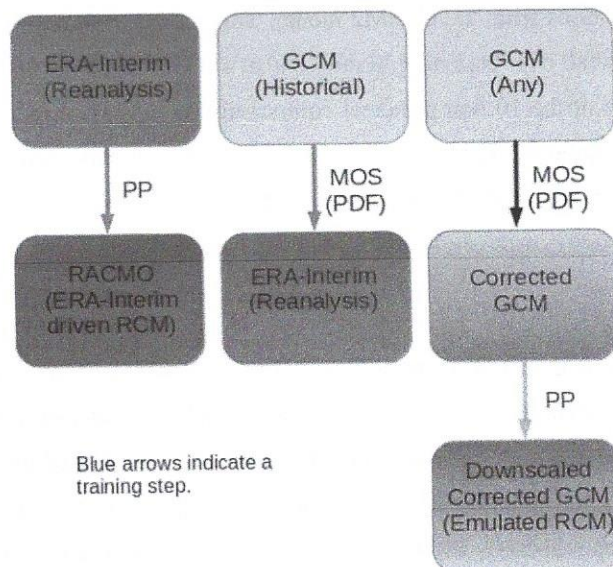 ERA-Interim
(Reanalysis)
PP
RACMO
(ERA-Interim
driven RCM)
GCM
(Historical)
MOS
(PDF)
ERA-Interim
(Reanalysis)
GCM
(Any)
MOS
(PDF)
Corrected
GCM
PP
Downscaled
Corrected GCM
(Emulated RCM)
Blue arrows indicate a
training step.